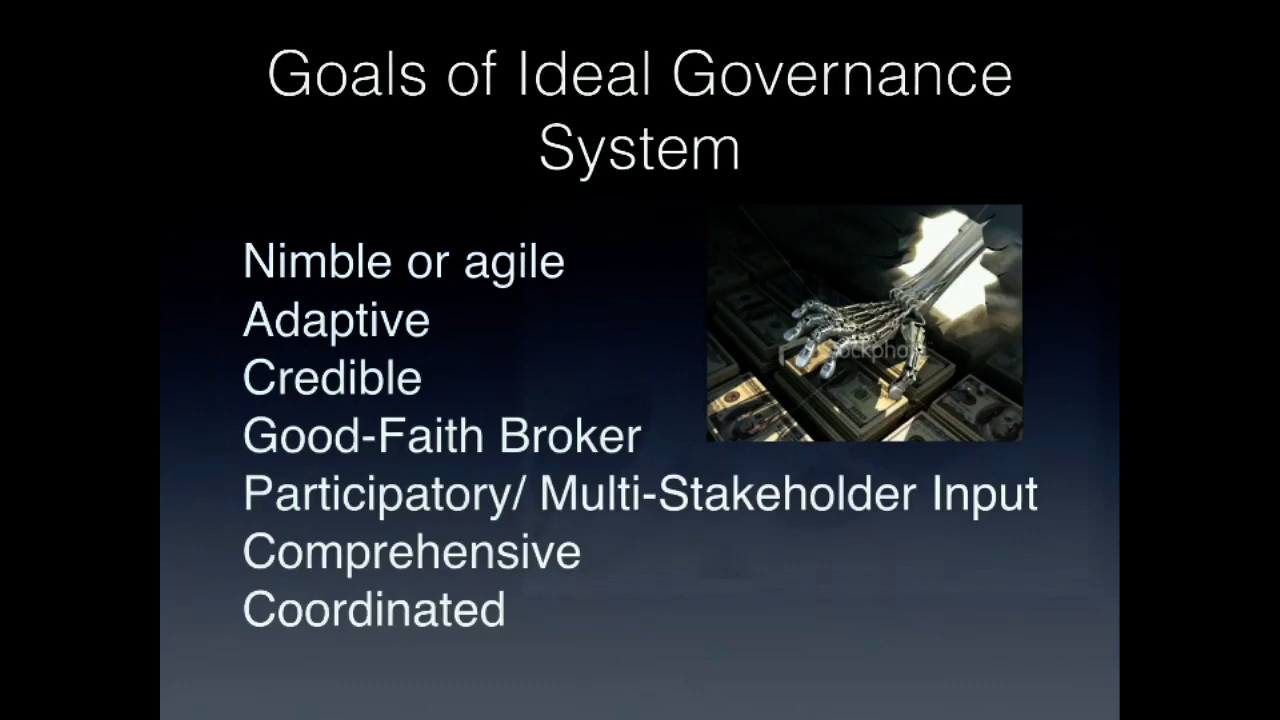 Goals of Ideal Governance
System
Nimble or agile
Adaptive
Credible
Good-Faith Broker
Participatory/ Multi-Stakeholder Input
Comprehensive
Coordinated